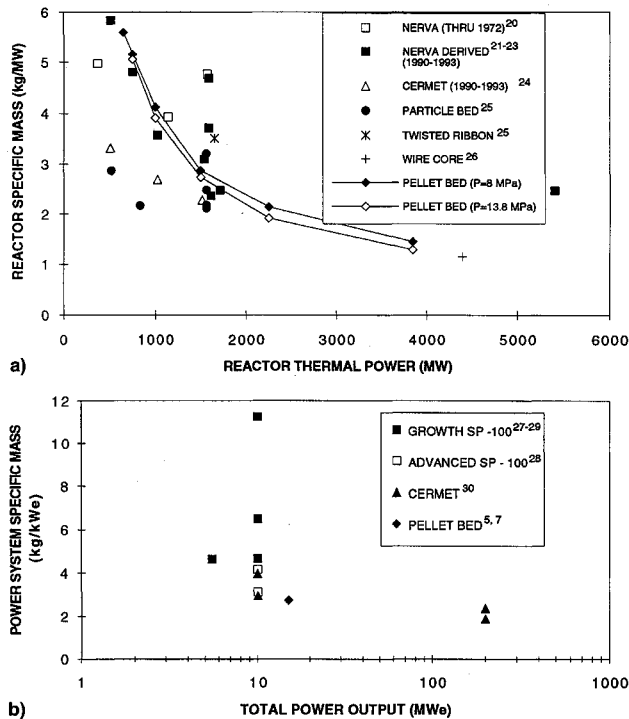 6
5
4
3
2
1
0
REACTOR SPECIFIC MASS (kg/MW)
NERVA (THRU 1972)20
NERVA DERIVED21-23
(1990-1993)
CERMET (1990-1993) 24
PARTICLE BED 25
TWISTED RIBBON 25
WIRE CORE 26
PELLET BED (P=8 MPa)
PELLET BED (P=13.8 MPa)
0 1000 2000 3000 4000 5000 6000
a) REACTOR THERMAL POWER (MW)
12
10
8
6
4
2
0
POWER SYSTEM SPECIFIC MASS
(kg/kWe)
GROWTH SP -10027-29
ADVANCED SP - 10028
CERMET30
PELLET BED5, 7
1 10 100 1000
b) TOTAL POWER OUTPUT (MWe)